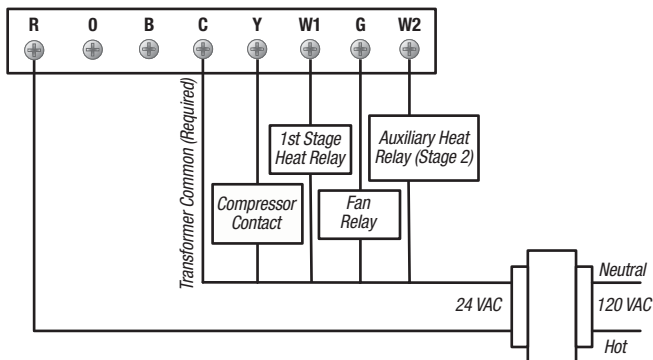 R O B C Y W1 G W2
Transformer Common (Required)
1st Stage
Heat Relay
Auxiliary Heat
Relay (Stage 2)
Compressor
Contact
Fan
Relay
Neutral
24 VAC
120 VAC
Hot